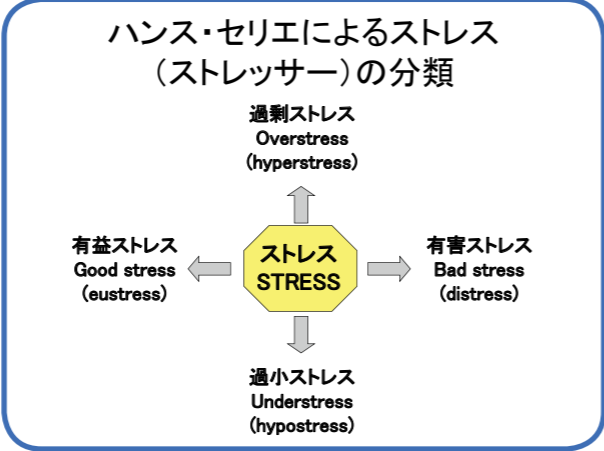 ハンス・セリエによるストレス
（ストレッサー）の分類
過剰ストレス
Overstress
(hyperstress)
有益ストレス
Good stress
(eustress)
ストレス
STRESS
有害ストレス
Bad stress
(distress)
過小ストレス
Understress
(hypostress)